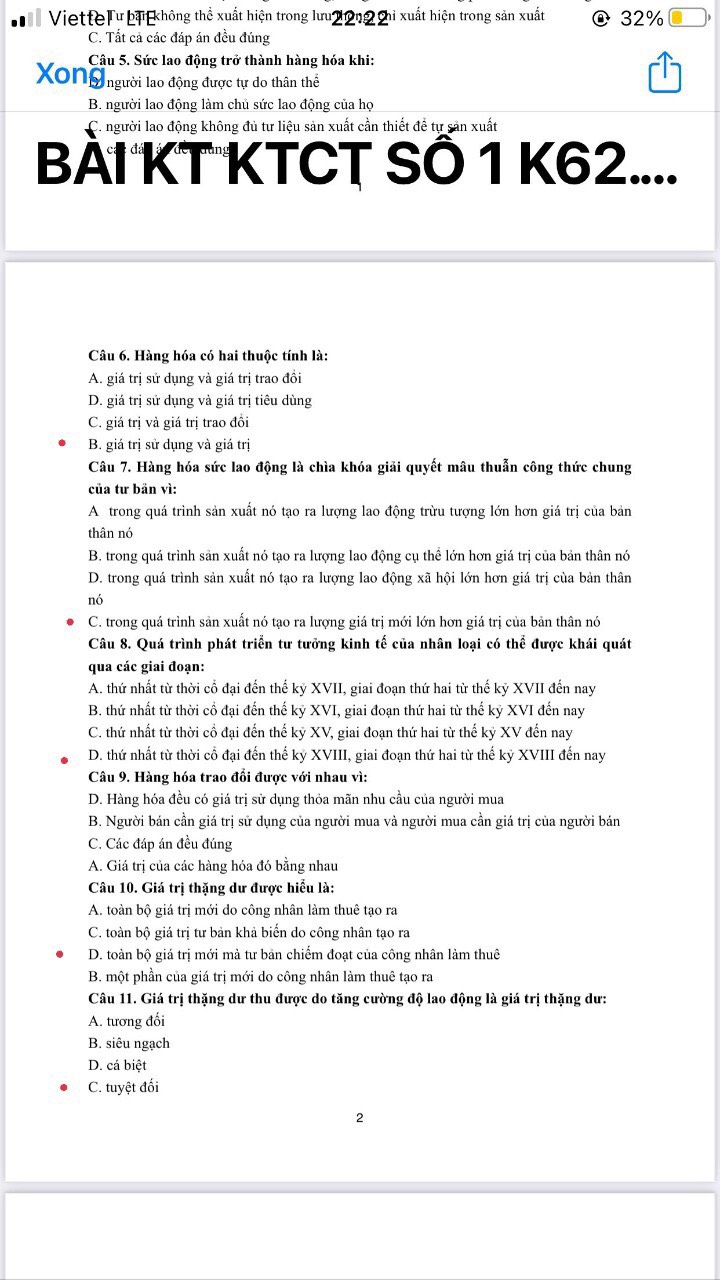 D. Tư bản không thể xuất hiện trong lưu thông, chỉ xuất hiện trong sản xuất
Viettel LTE 22:22 32%
C. Tất cả các đáp án đều đúng
Câu 5. Sức lao động trở thành hàng hóa khi:
Xong
D. người lao động được tự do thân thể
B. người lao động làm chủ sức lao động của họ
C. người lao động không đủ tư liệu sản xuất cần thiết để tự sản xuất
các đáp án đều đúng
BÀI KT KTCT SỐ 1 K62....
1
Câu 6. Hàng hóa có hai thuộc tính là:
A. giá trị sử dụng và giá trị trao đổi
D. giá trị sử dụng và giá trị tiêu dùng
C. giá trị và giá trị trao đổi
B. giá trị sử dụng và giá trị
Câu 7. Hàng hóa sức lao động là chìa khóa giải quyết mâu thuẫn công thức chung
của tư bản vì:
A trong quá trình sản xuất nó tạo ra lượng lao động trừu tượng lớn hơn giá trị của bản
thân nó
B. trong quá trình sản xuất nó tạo ra lượng lao động cụ thể lớn hơn giá trị của bản thân nó
D. trong quá trình sản xuất nó tạo ra lượng lao động xã hội lớn hơn giá trị của bản thân
nó
C. trong quá trình sản xuất nó tạo ra lượng giá trị mới lớn hơn giá trị của bản thân nó
Câu 8. Quá trình phát triển tư tưởng kinh tế của nhân loại có thể được khái quát
qua các giai đoạn:
A. thứ nhất từ thời cổ đại đến thế kỷ XVII, giai đoạn thứ hai từ thế kỷ XVII đến nay
B. thứ nhất từ thời cổ đại đến thế kỷ XVI, giai đoạn thứ hai từ thế kỷ XVI đến nay
C. thứ nhất từ thời cổ đại đến thế kỷ XV, giai đoạn thứ hai từ thế kỷ XV đến nay
D. thứ nhất từ thời cổ đại đến thế kỷ XVIII, giai đoạn thứ hai từ thế kỷ XVIII đến nay
Câu 9. Hàng hóa trao đổi được với nhau vì:
D. Hàng hóa đều có giá trị sử dụng thỏa mãn nhu cầu của người mua
B. Người bán cần giá trị sử dụng của người mua và người mua cần giá trị của người bán
C. Các đáp án đều đúng
A. Giá trị của các hàng hóa đó bằng nhau
Câu 10. Giá trị thặng dư được hiểu là:
A. toàn bộ giá trị mới do công nhân làm thuê tạo ra
C. toàn bộ giá trị tư bản khả biến do công nhân tạo ra
D. toàn bộ giá trị mới mà tư bản chiếm đoạt của công nhân làm thuê
B. một phần của giá trị mới do công nhân làm thuê tạo ra
Câu 11. Giá trị thặng dư thu được do tăng cường độ lao động là giá trị thặng dư:
A. tương đối
B. siêu ngạch
D. cá biệt
C. tuyệt đối
2